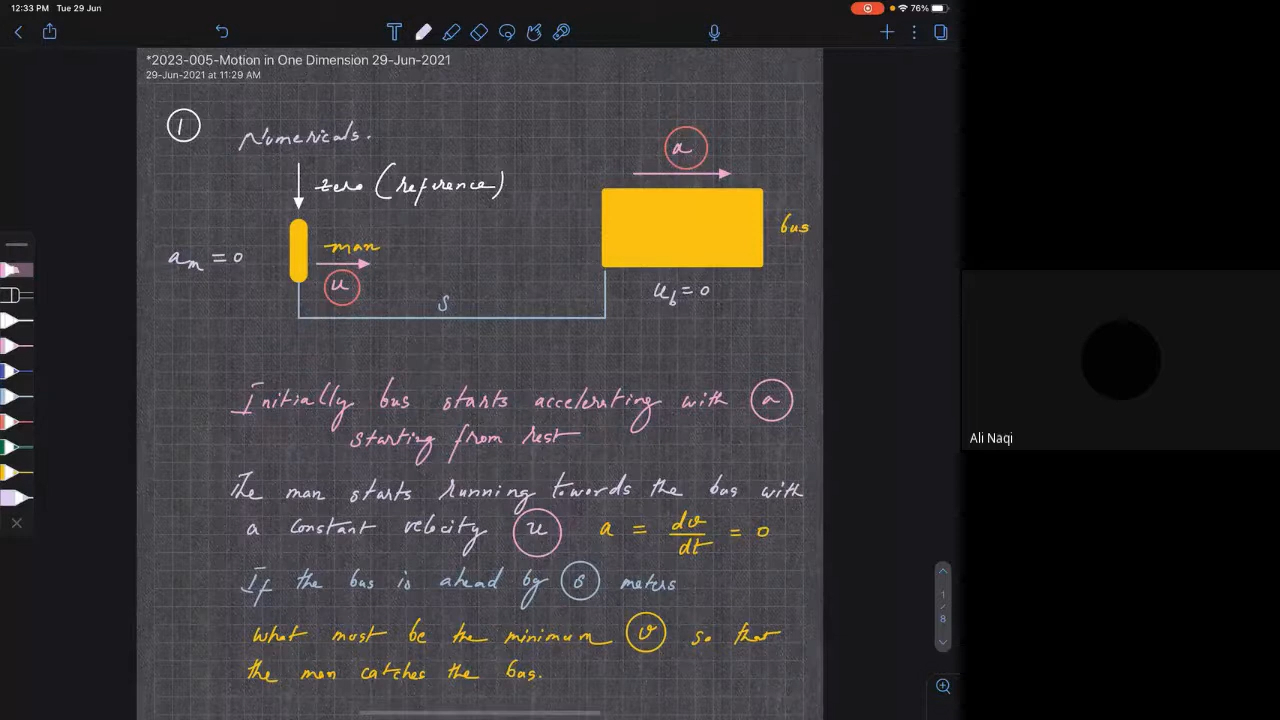 12:33 PM Tue 29 Jun
76%
*2023-005-Motion in One Dimension 29-Jun-2021
29-Jun-2021 at 11:29 AM
1 Numericals.
a
zero (reference)
bus
man
a_m = 0
u
u_b = 0
s
Initially bus starts accelerating with a
starting from rest
The man starts running towords the bus with
a constant velocity u a = dv/dt = 0
If the bus is ahead by s meters
What must be the minimum v so that
the man catches the bus.
Ali Naqi
1
/
8